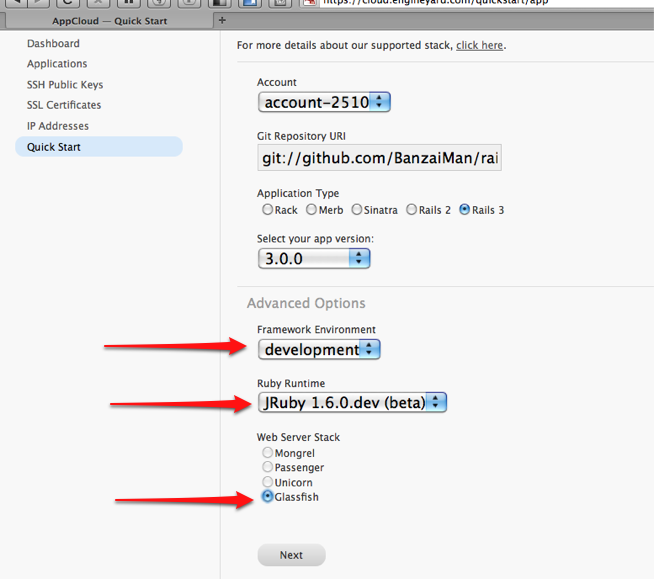 https://cloud.engineyard.com/quickstart/app
AppCloud — Quick Start
+
Dashboard
Applications
SSH Public Keys
SSL Certificates
IP Addresses
Quick Start
For more details about our supported stack, click here.
Account
account-2510
Git Repository URI
git://github.com/BanzaiMan/rai
Application Type
Rack Merb Sinatra Rails 2 Rails 3
Select your app version:
3.0.0
Advanced Options
Framework Environment
development
Ruby Runtime
JRuby 1.6.0.dev (beta)
Web Server Stack
Mongrel
Passenger
Unicorn
Glassfish
Next